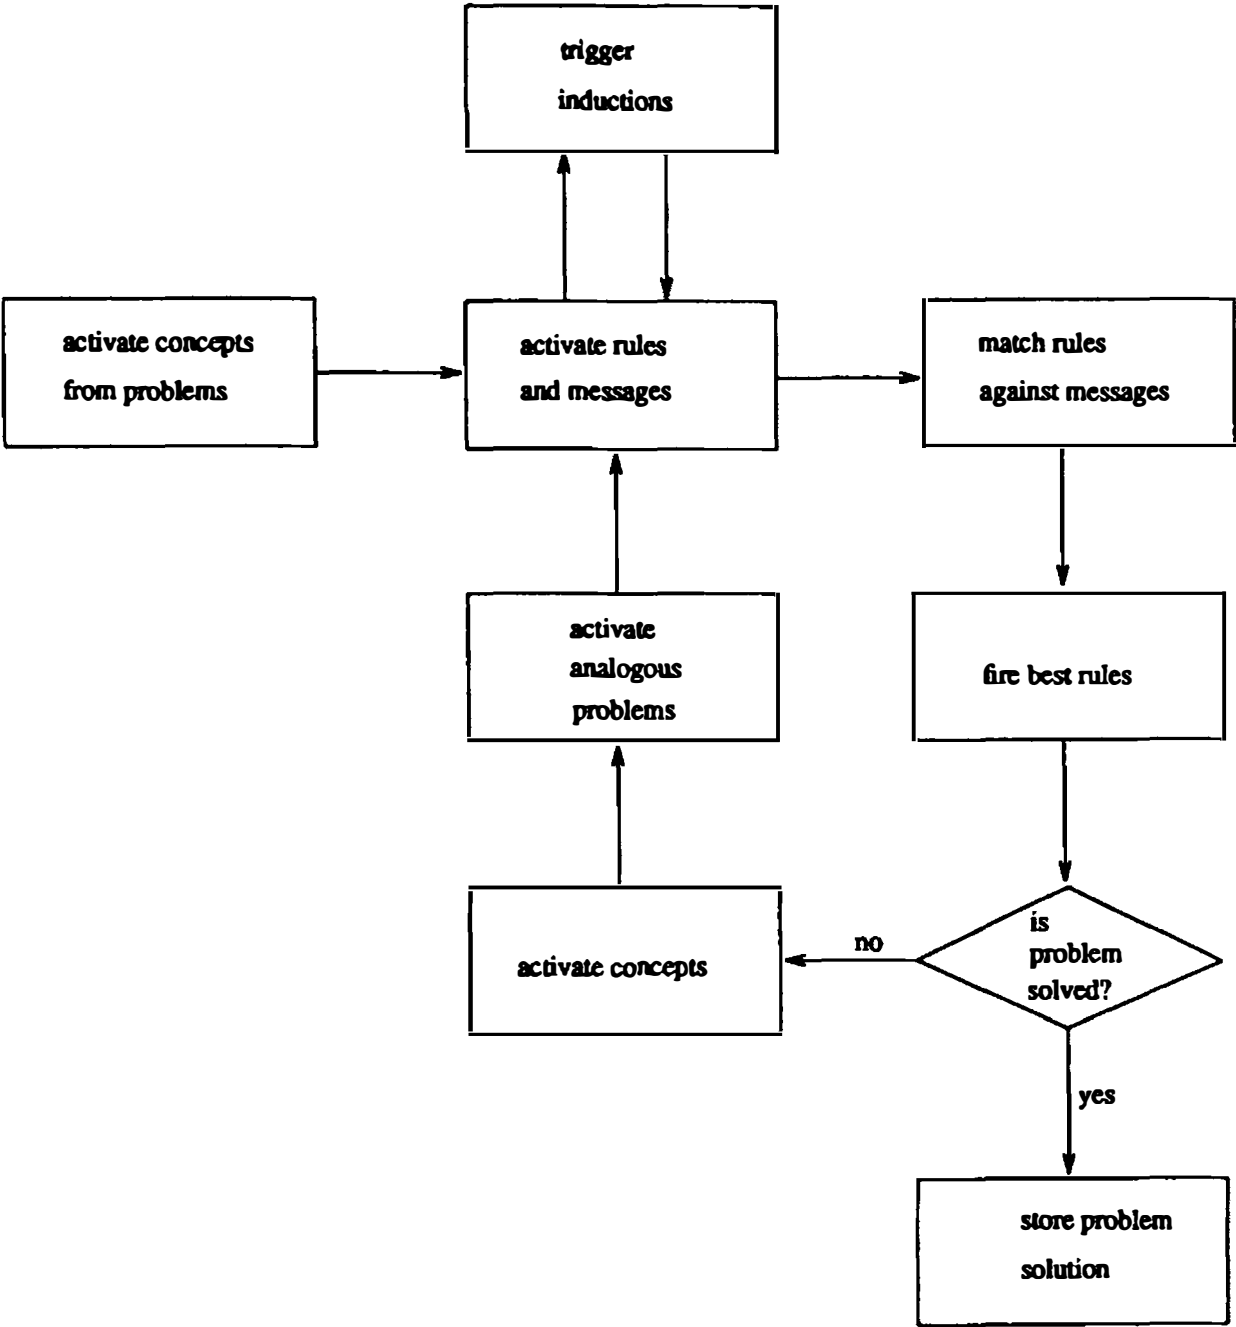 trigger
inductions
activate concepts
from problems
activate rules
and messages
match rules
against messages
activate
analogous
problems
fire best rules
activate concepts
no
is
problem
solved?
yes
store problem
solution